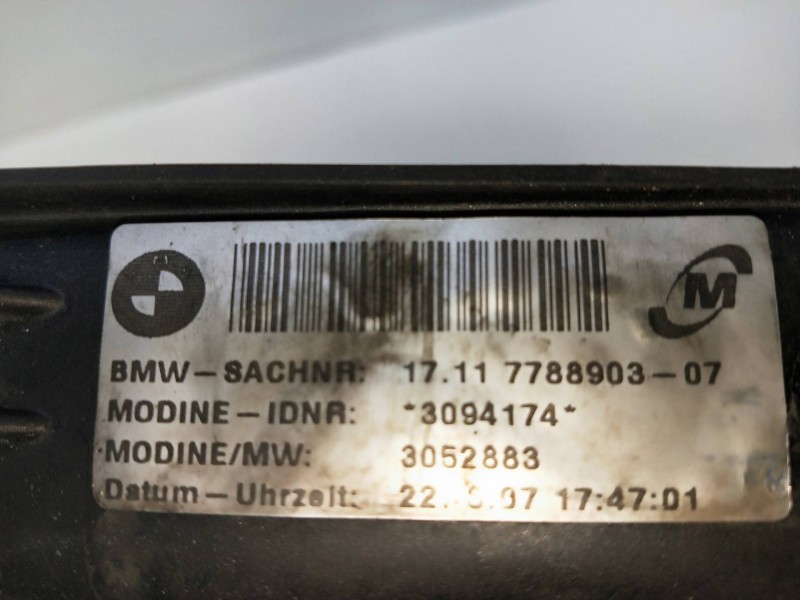 M
BMW-SACHNR: 17.11 7788903-07
MODINE-IDNR: *3094174*
MODINE/MW: 3052883
Datum-Uhrzeit: 17:47:01